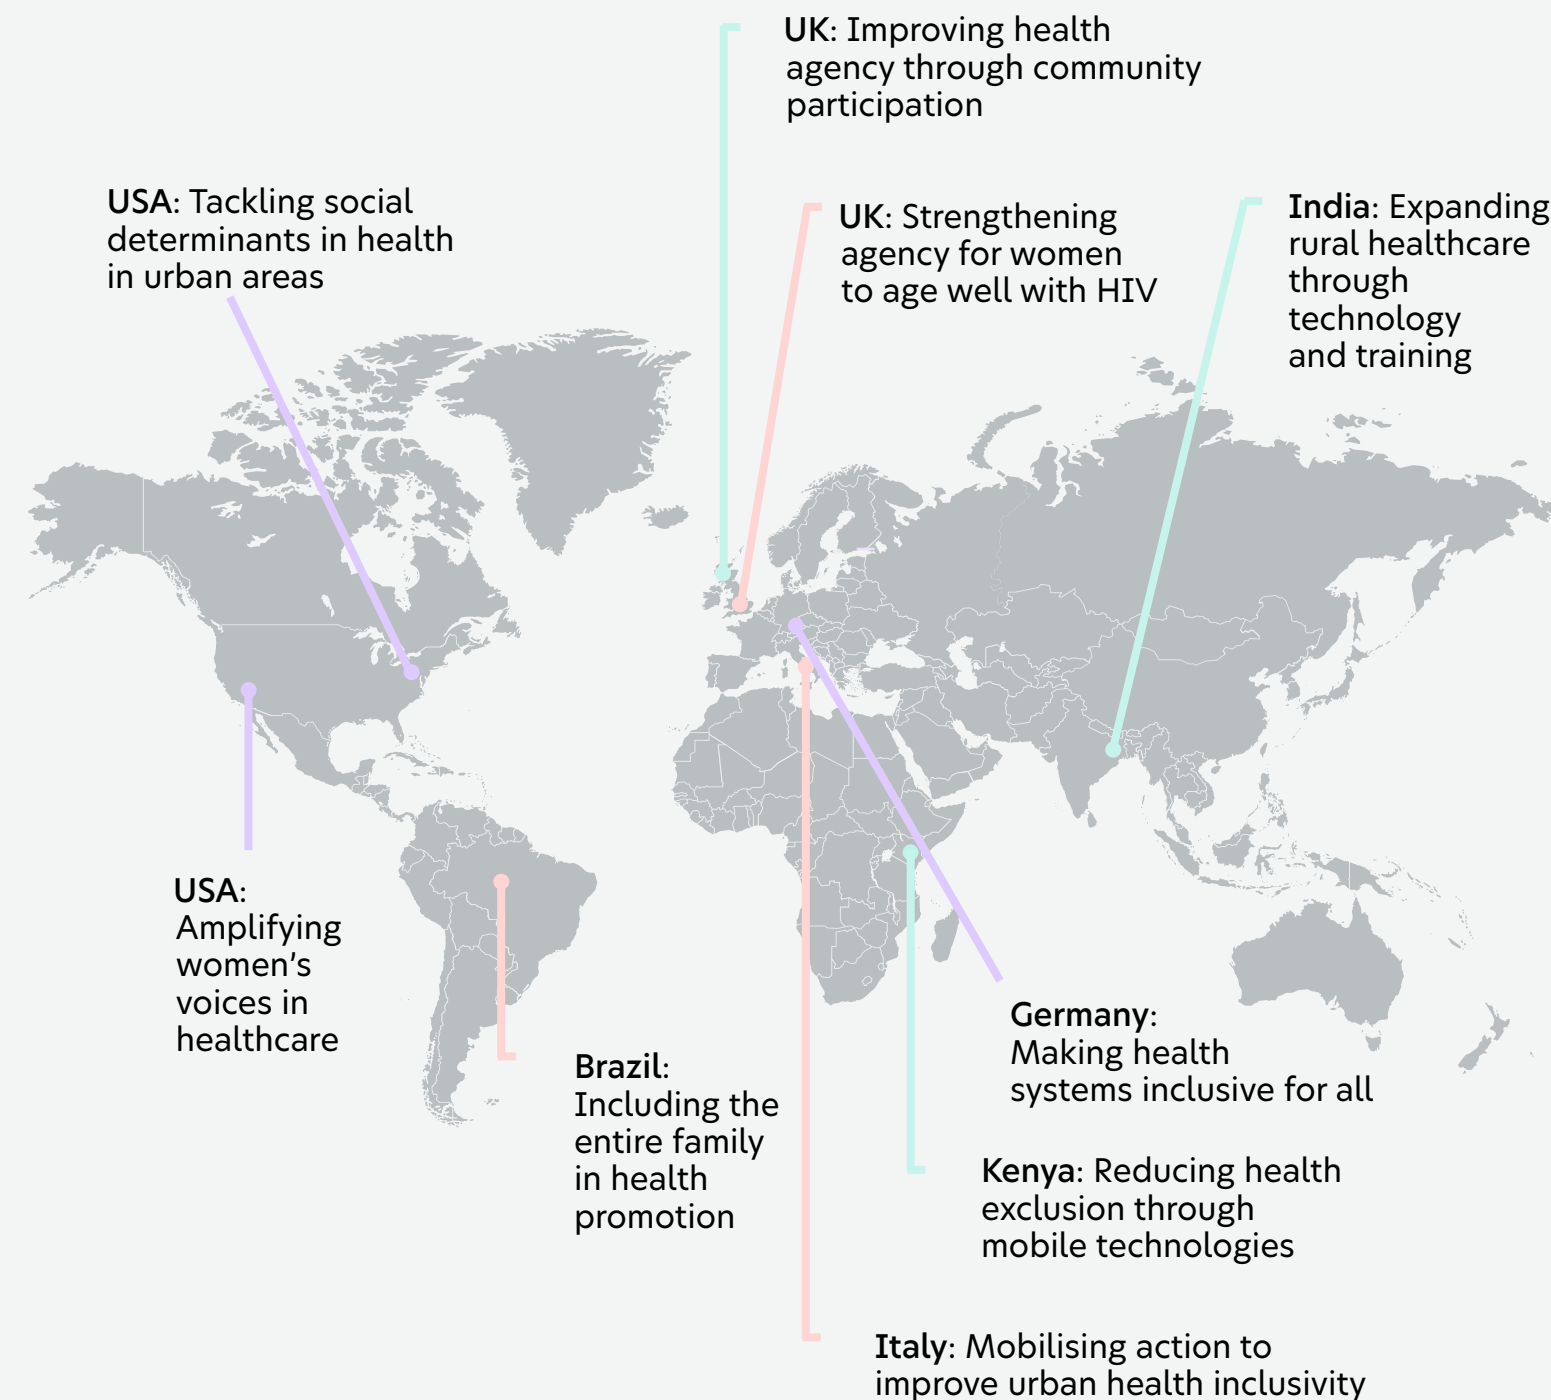 UK: Improving health
agency through community
participation
USA: Tackling social
determinants in health
in urban areas
UK: Strengthening
agency for women
to age well with HIV
India: Expanding
rural healthcare
through
technology
and training
USA:
Amplifying
women’s
voices in
healthcare
Brazil:
Including the
entire family
in health
promotion
Germany:
Making health
systems inclusive for all
Kenya: Reducing health
exclusion through
mobile technologies
Italy: Mobilising action to
improve urban health inclusivity